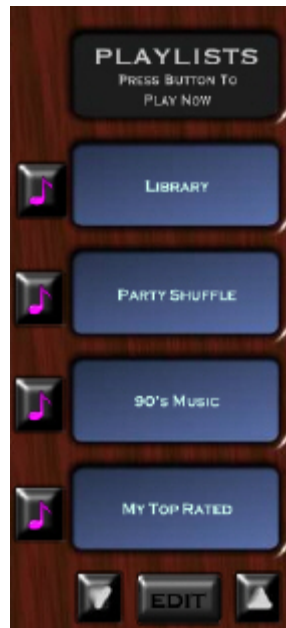 PLAYLISTS
PRESS BUTTON TO
PLAY NOW
LIBRARY
PARTY SHUFFLE
90'S MUSIC
MY TOP RATED
EDIT